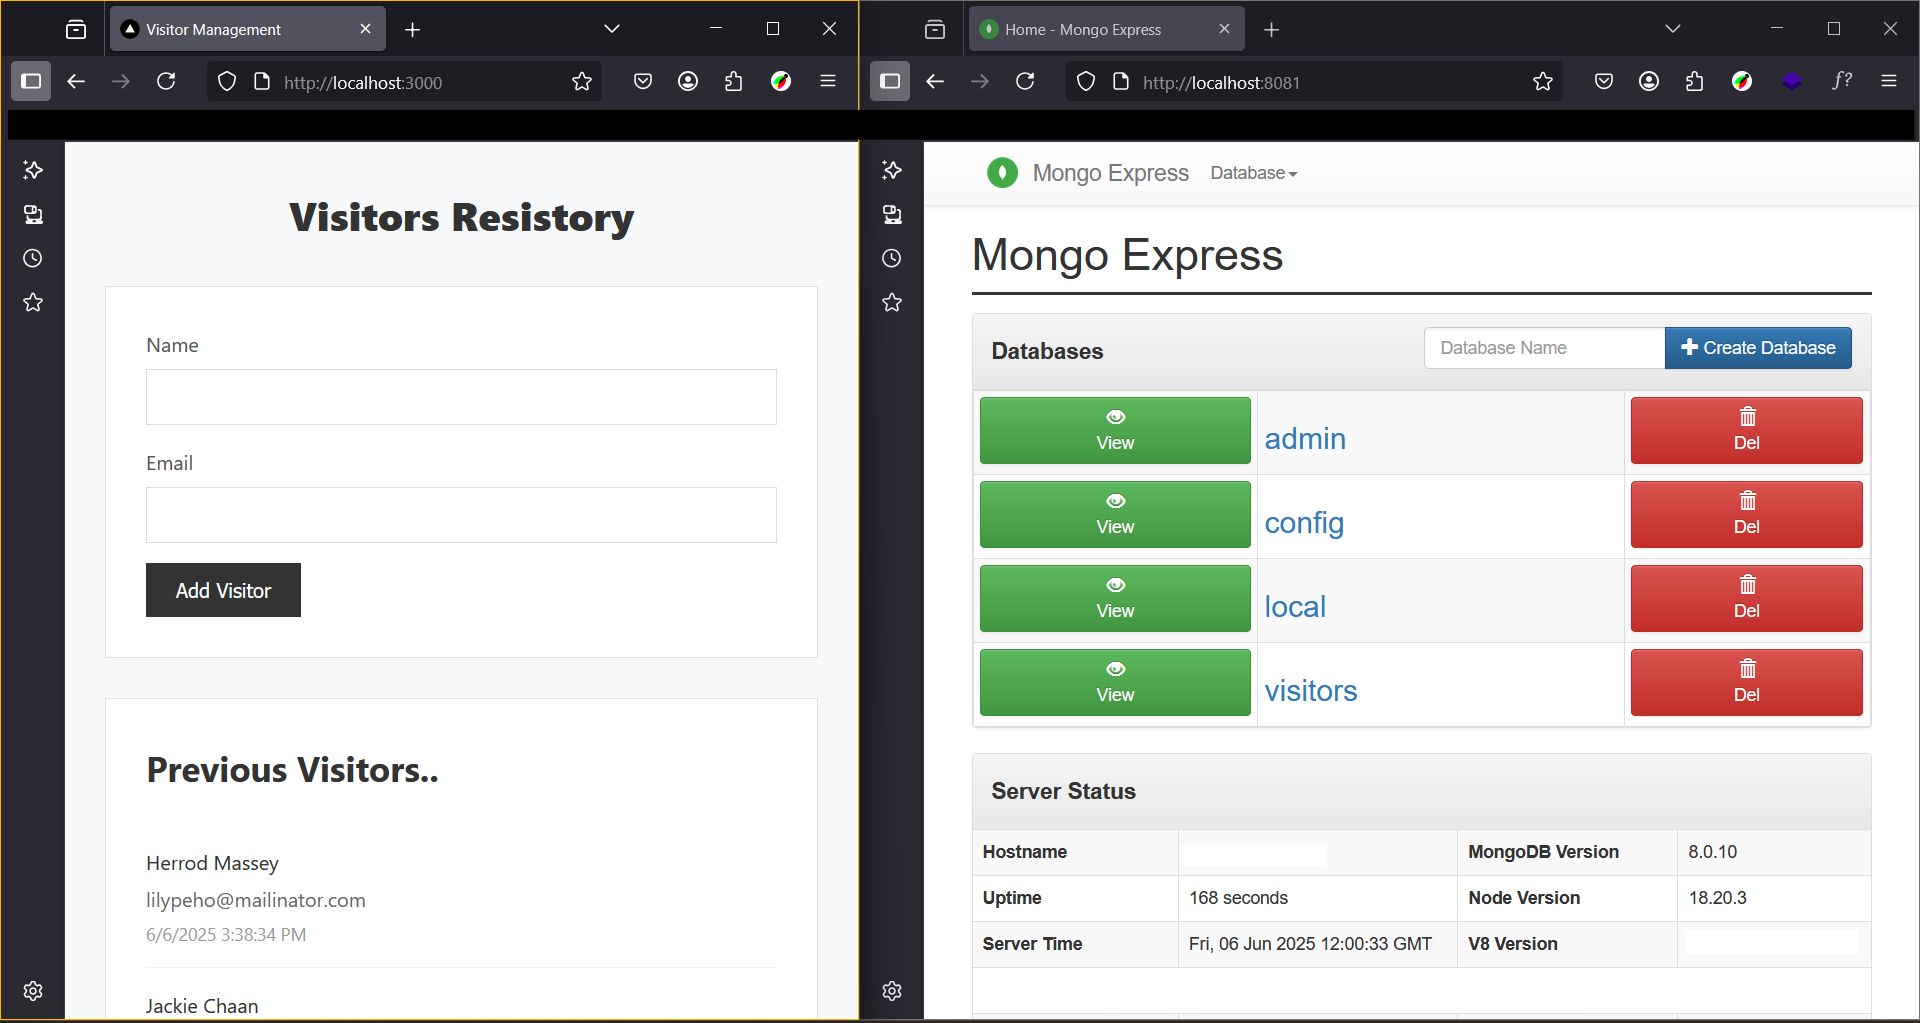 Visitor Management
http://localhost:3000
Visitors Resistory
Name
Email
Add Visitor
Previous Visitors..
Herrod Massey
lilypeho@mailinator.com
6/6/2025 3:38:34 PM
Jackie Chaan
Home - Mongo Express
http://localhost:8081
f?
Mongo Express Database
Mongo Express
Databases Database Name Create Database
View admin Del
View config Del
View local Del
View visitors Del
Server Status
Hostname MongoDB Version 8.0.10
Uptime 168 seconds Node Version 18.20.3
Server Time Fri, 06 Jun 2025 12:00:33 GMT V8 Version